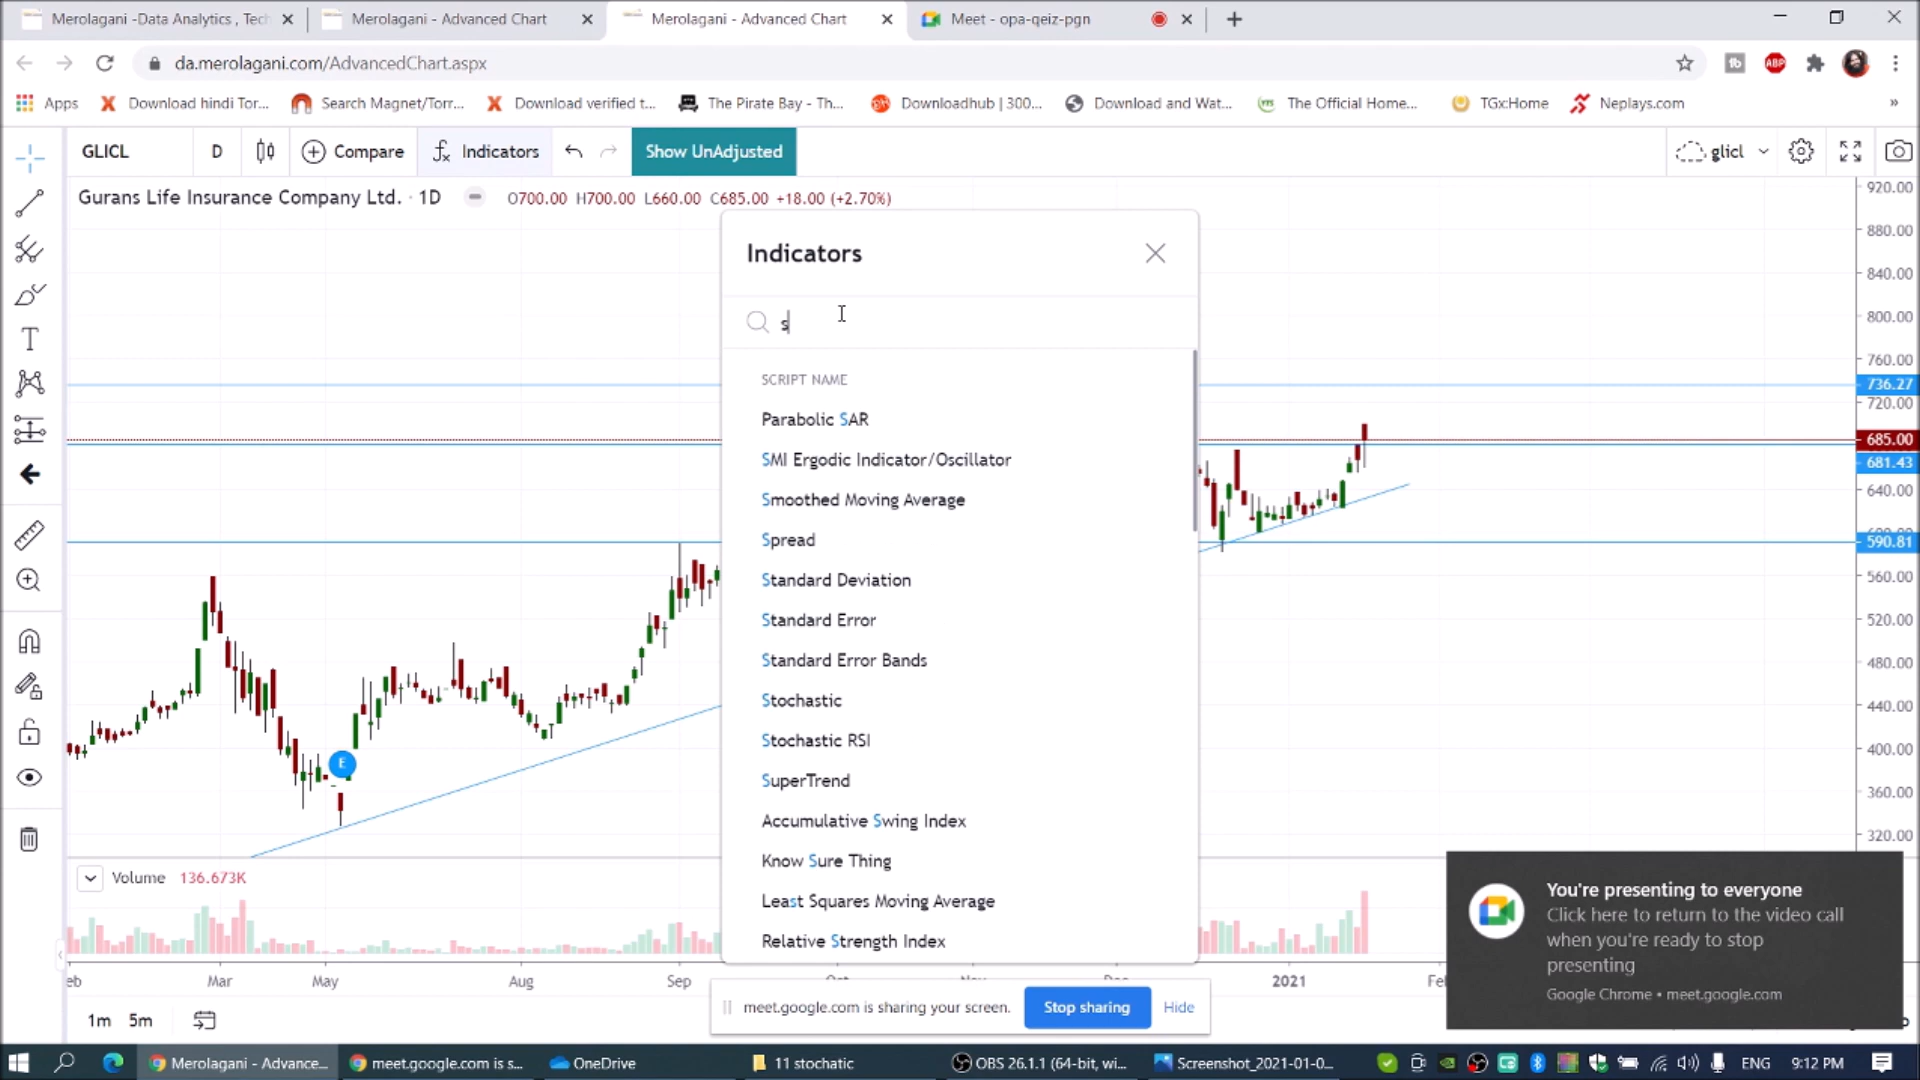 Merolagani -Data Analytics , Tech
Merolagani - Advanced Chart
Merolagani - Advanced Chart
Meet - opa-qeiz-pgn
da.merolagani.com/AdvancedChart.aspx
Apps
Download hindi Tor...
Search Magnet/Torr...
Download verified t...
The Pirate Bay - Th...
Downloadhub | 300...
Download and Wat...
The Official Home...
TGx:Home
Neplays.com
GLICL
D
Compare
Indicators
Show UnAdjusted
glicl
Gurans Life Insurance Company Ltd. · 1D
O700.00 H700.00 L660.00 C685.00 +18.00 (+2.70%)
Indicators
s
SCRIPT NAME
Parabolic SAR
SMI Ergodic Indicator/Oscillator
Smoothed Moving Average
Spread
Standard Deviation
Standard Error
Standard Error Bands
Stochastic
Stochastic RSI
SuperTrend
Accumulative Swing Index
Know Sure Thing
Least Squares Moving Average
Relative Strength Index
920.00
880.00
840.00
800.00
760.00
736.27
720.00
685.00
681.43
640.00
590.81
560.00
520.00
480.00
440.00
400.00
360.00
320.00
E
Volume 136.673K
eb
Mar
May
Aug
Sep
2021
1m 5m
meet.google.com is sharing your screen.
Stop sharing
Hide
You're presenting to everyone
Click here to return to the video call
when you're ready to stop
presenting
Google Chrome • meet.google.com
Merolagani - Advance...
meet.google.com is s...
OneDrive
11 stochatic
OBS 26.1.1 (64-bit, wi...
Screenshot_2021-01-0...
ENG
9:12 PM